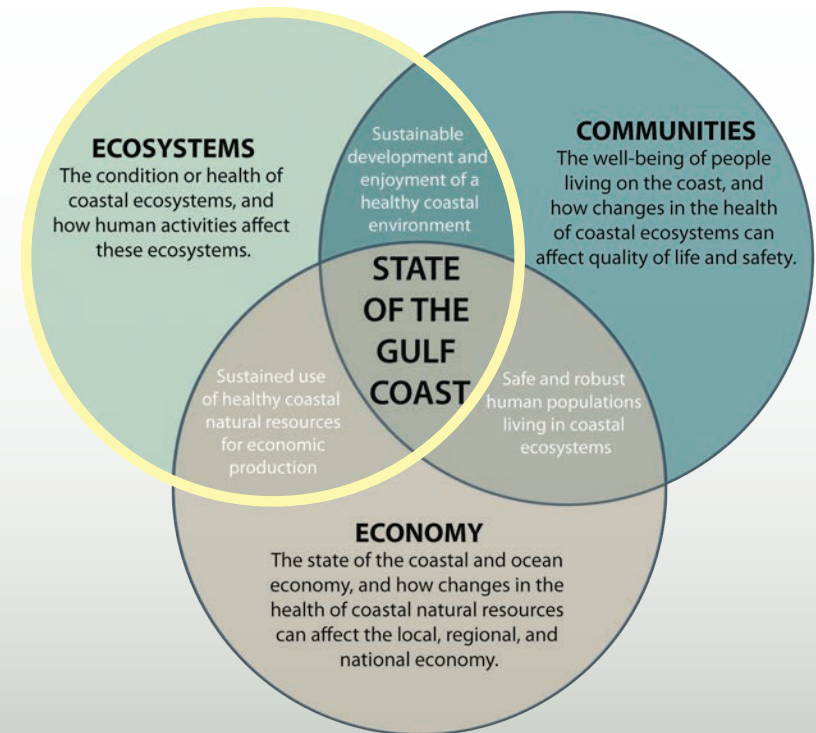 ECOSYSTEMS
The condition or health of
coastal ecosystems, and
how human activities affect
these ecosystems.
Sustainable
development and
enjoyment of a
healthy coastal
environment
COMMUNITIES
The well-being of people
living on the coast, and
how changes in the health
of coastal ecosystems can
affect quality of life and safety.
STATE
OF THE
GULF
COAST
Sustained use
of healthy coastal
natural resources
for economic
production
Safe and robust
human populations
living in coastal
ecosystems
ECONOMY
The state of the coastal and ocean
economy, and how changes in the
health of coastal natural resources
can affect the local, regional, and
national economy.